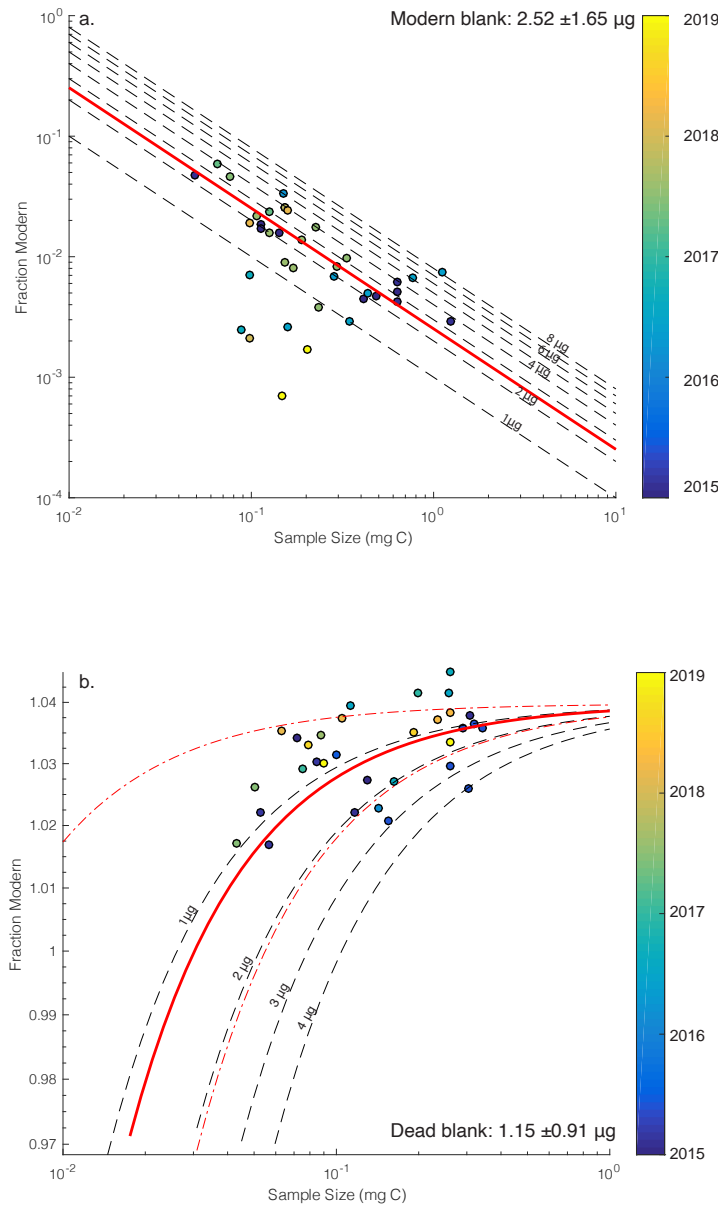 a.
Modern blank: 2.52 ±1.65 µg
10^0
10^-1
10^-2
10^-3
10^-4
Fraction Modern
8 µg
6 µg
4 µg
2 µg
1µg
10^-2
10^-1
10^0
10^1
Sample Size (mg C)
2019
2018
2017
2016
2015
b.
1.04
1.03
1.02
1.01
1
0.99
0.98
0.97
Fraction Modern
1µg
2 µg
3 µg
4 µg
Dead blank: 1.15 ±0.91 µg
10^-2
10^-1
10^0
Sample Size (mg C)
2019
2018
2017
2016
2015